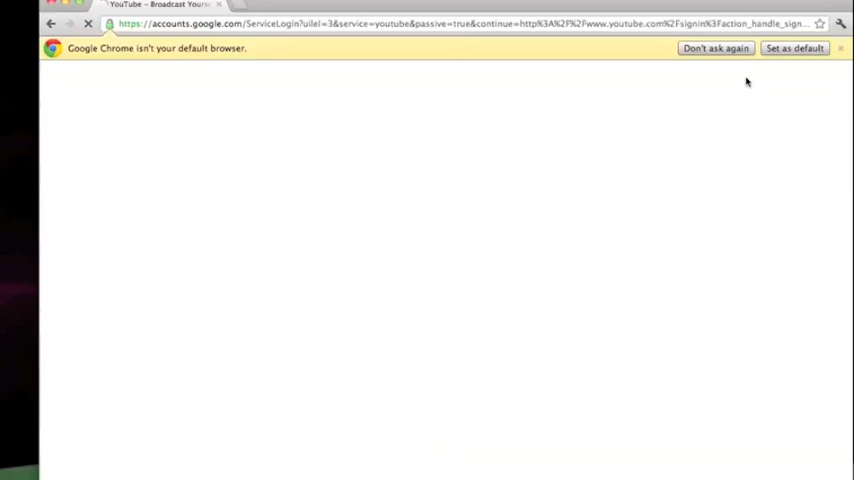 YouTube - Broadcast Yourse
https://accounts.google.com/ServiceLogin?uilel=3&service=youtube&passive=true&continue=http%3A%2F%2Fwww.youtube.com%2Fsignin%3Faction_handle_sign...
Google Chrome isn't your default browser.
Don't ask again
Set as default